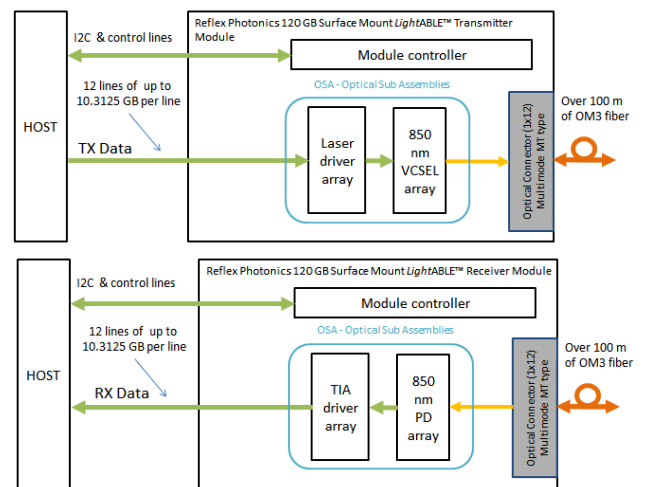 Reflex Photonics 120 GB Surface Mount LightABLE™ Transmitter
Module
I2C & control lines
Module controller
12 lines of up to
10.3125 GB per line
OSA - Optical Sub Assemblies
HOST
TX Data
Laser
driver
array
850
nm
VCSEL
array
Optical Connector (1x12)
Multimode MT type
Over 100 m
of OM3 fiber
Reflex Photonics 120 GB Surface Mount LightABLE™ Receiver Module
I2C & control lines
Module controller
12 lines of up to
10.3125 GB per line
OSA - Optical Sub Assemblies
HOST
RX Data
TIA
driver
array
850
nm
PD
array
Optical Connector (1x12)
Multimode MT type
Over 100 m
of OM3 fiber